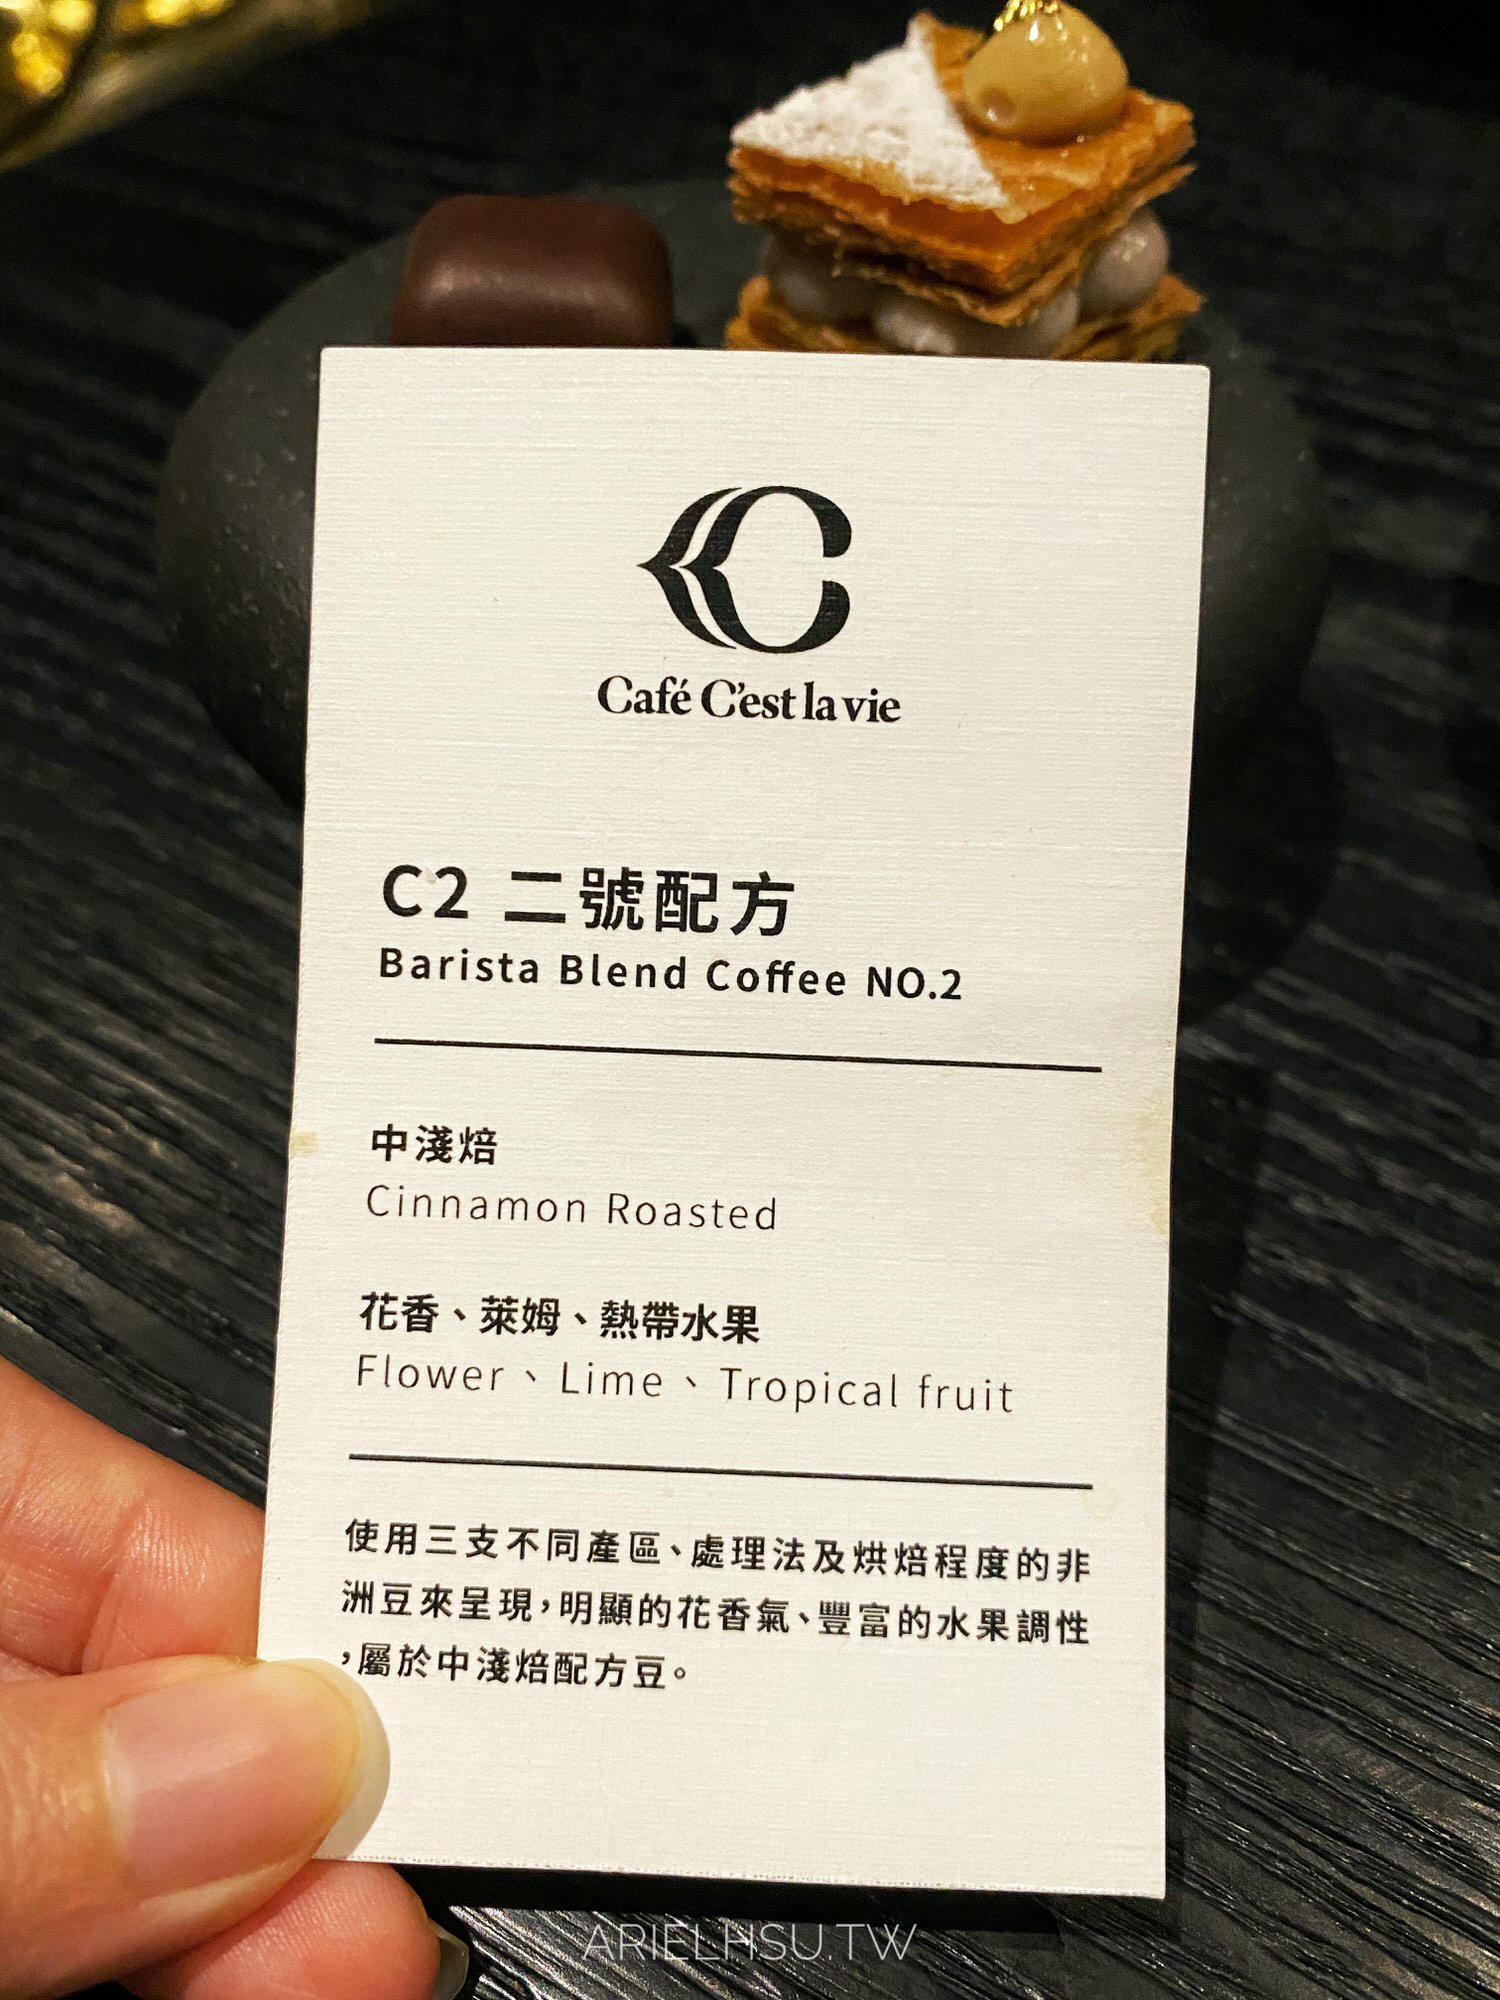 C
Café C'est la vie
C2 二號配方
Barista Blend Coffee NO.2
中淺焙
Cinnamon Roasted
花香、萊姆、熱帶水果
Flower、Lime、Tropical fruit
使用三支不同產區、處理法及烘焙程度的非
洲豆來呈現，明顯的花香氣、豐富的水果調性
，屬於中淺焙配方豆。
ARIELHSU.TW